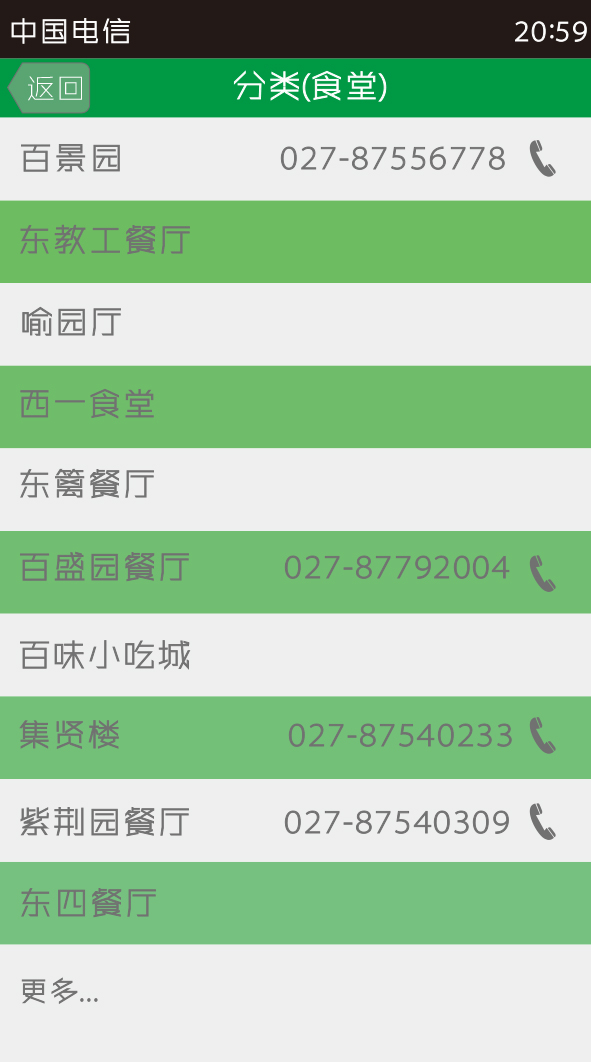 中国电信 20:59
返回 分类(食堂)
百景园 027-87556778
东教工餐厅
喻园厅
西一食堂
东篱餐厅
百盛园餐厅 027-87792004
百味小吃城
集贤楼 027-87540233
紫荆园餐厅 027-87540309
东四餐厅
更多...